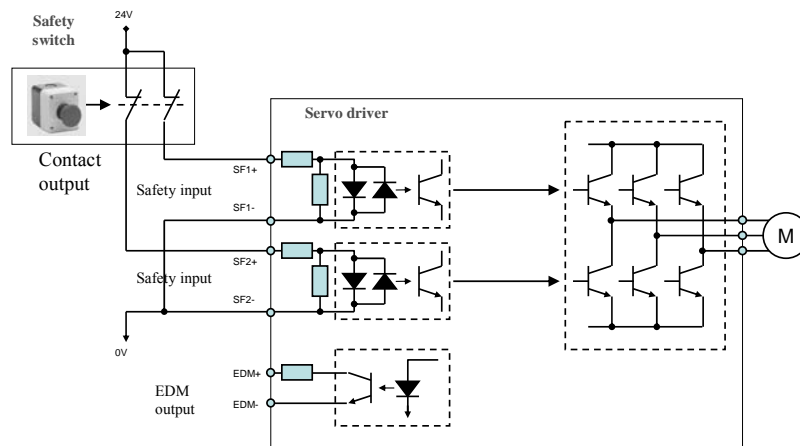 Safety
switch
24V
Servo driver
Contact
output
SF1+
Safety input
SF1-
M
SF2+
Safety input
SF2-
0V
EDM+
EDM
output
EDM-